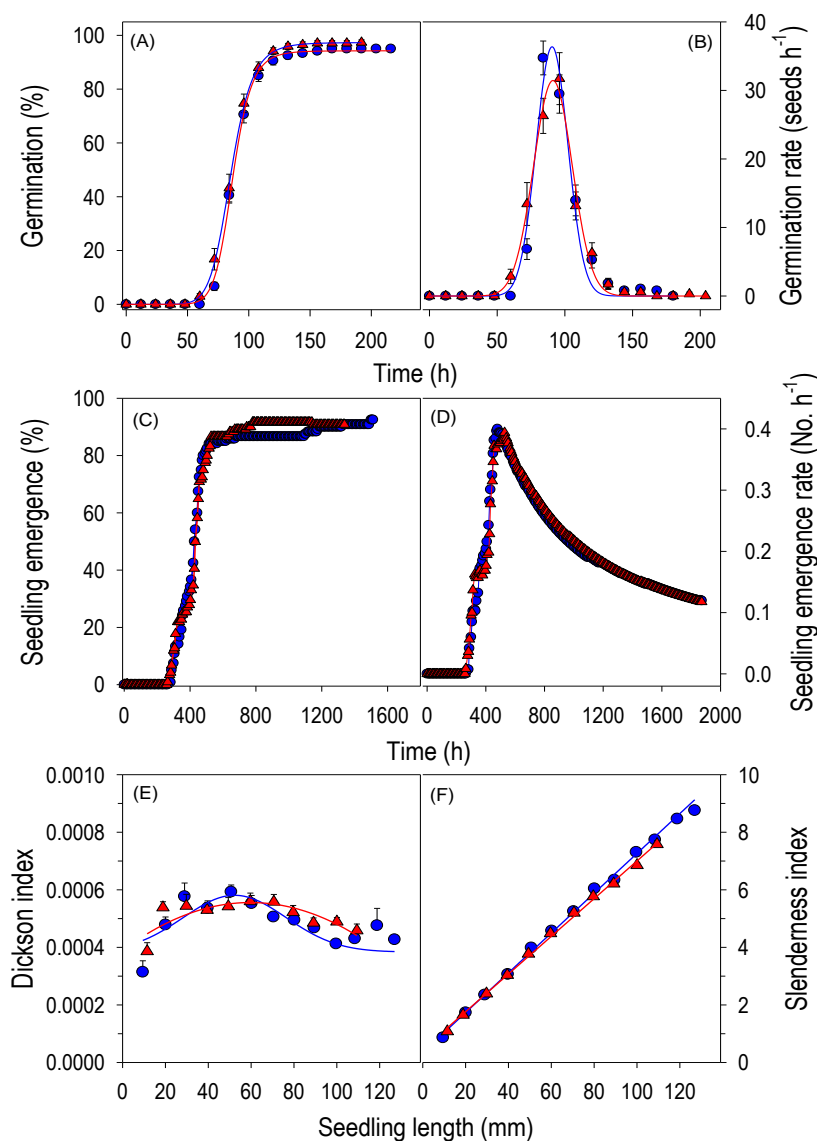 (A)
(B)
Germination (%)
100
80
60
40
20
0
0 50 100 150 200
0 50 100 150 200
40
30
20
10
0
Germination rate (seeds h⁻¹)
Time (h)
(C)
(D)
Seedling emergence (%)
100
80
60
40
20
0
0 400 800 1200 1600
0 400 800 1200 1600 2000
0.4
0.3
0.2
0.1
0.0
Seedling emergence rate (No. h⁻¹)
Time (h)
(E)
(F)
Dickson index
0.0010
0.0008
0.0006
0.0004
0.0002
0.0000
0 20 40 60 80 100 120
0 20 40 60 80 100 120
10
8
6
4
2
0
Slenderness index
Seedling length (mm)